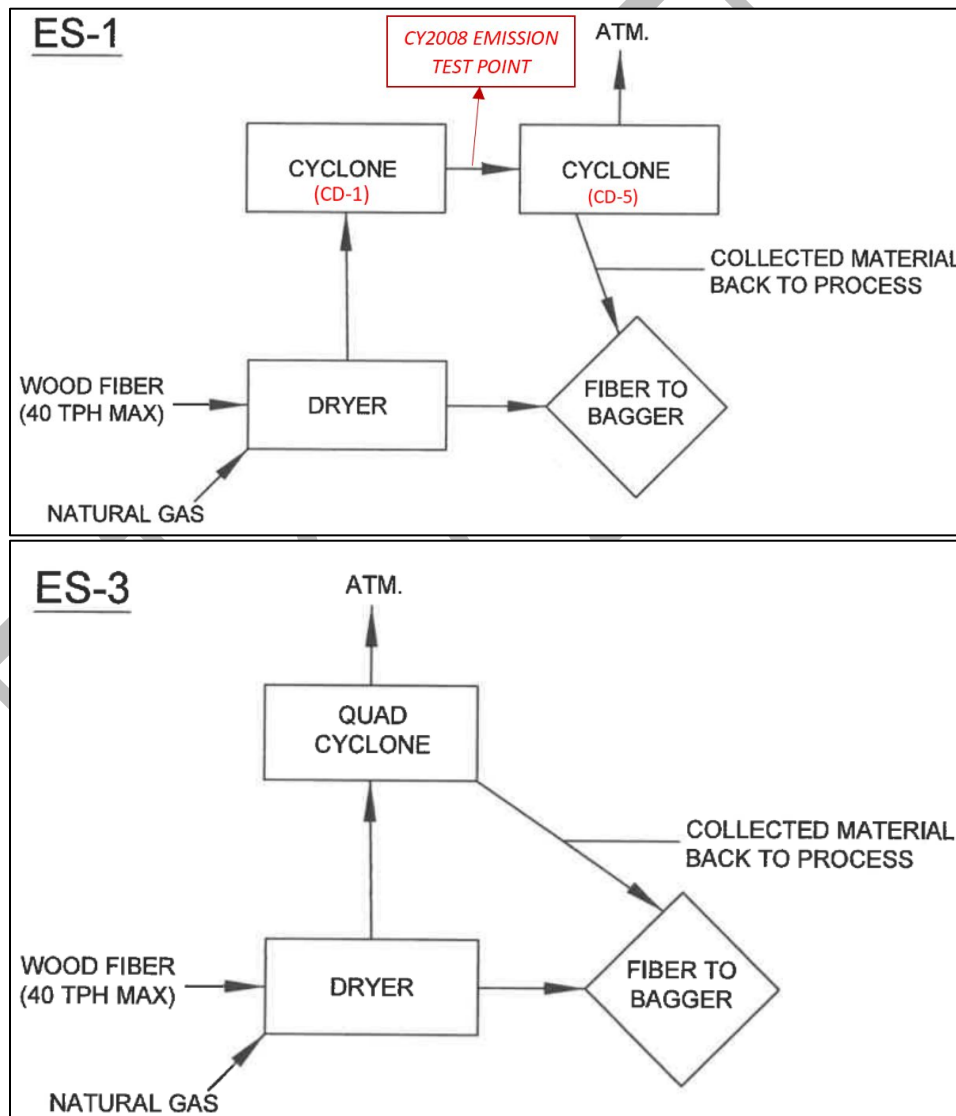 ES-1
CY2008 EMISSION
TEST POINT
ATM.
CYCLONE
(CD-1)
CYCLONE
(CD-5)
COLLECTED MATERIAL
BACK TO PROCESS
WOOD FIBER
(40 TPH MAX)
DRYER
FIBER TO
BAGGER
NATURAL GAS
ES-3
ATM.
QUAD
CYCLONE
COLLECTED MATERIAL
BACK TO PROCESS
WOOD FIBER
(40 TPH MAX)
DRYER
FIBER TO
BAGGER
NATURAL GAS